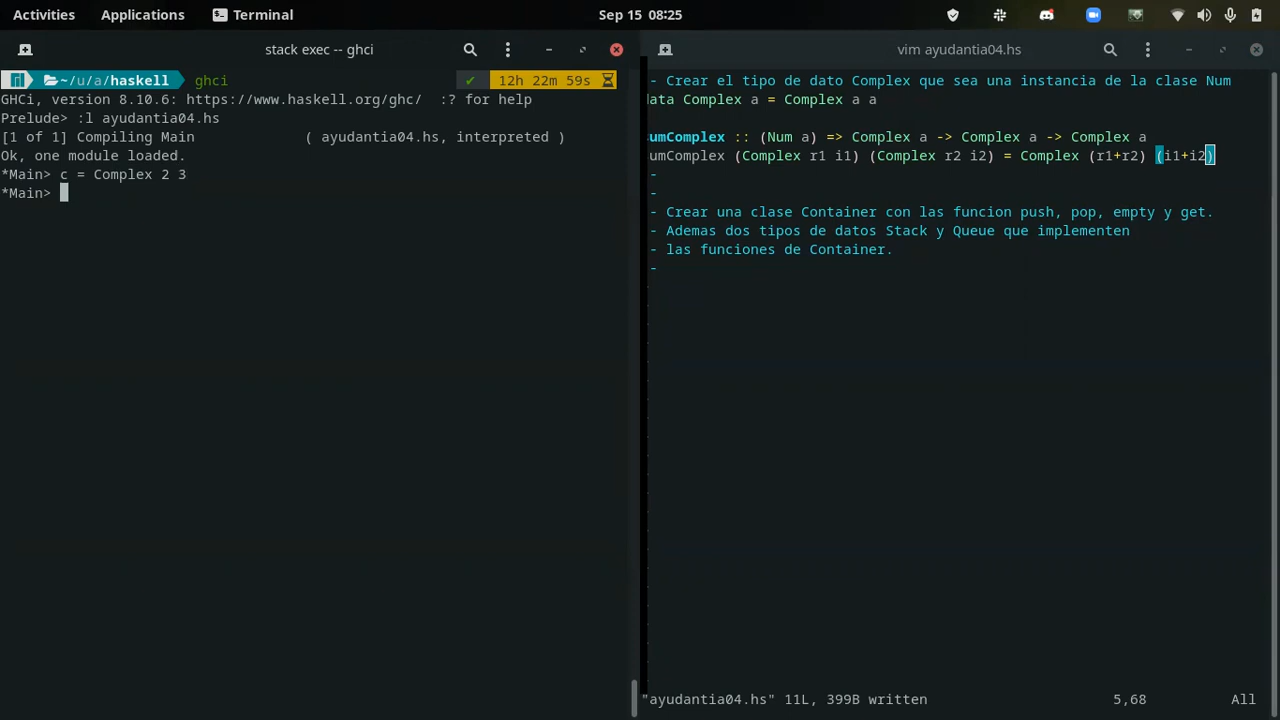 Activities Applications Terminal Sep 15 08:25
stack exec -- ghci
~/u/a/haskell ghci ✔ 12h 22m 59s
GHCi, version 8.10.6: https://www.haskell.org/ghc/ :? for help
Prelude> :l ayudantia04.hs
[1 of 1] Compiling Main ( ayudantia04.hs, interpreted )
Ok, one module loaded.
*Main> c = Complex 2 3
*Main>
vim ayudantia04.hs
- Crear el tipo de dato Complex que sea una instancia de la clase Num
data Complex a = Complex a a
sumComplex :: (Num a) => Complex a -> Complex a -> Complex a
sumComplex (Complex r1 i1) (Complex r2 i2) = Complex (r1+r2) (i1+i2)
-
-
- Crear una clase Container con las funcion push, pop, empty y get.
- Ademas dos tipos de datos Stack y Queue que implementen
- las funciones de Container.
-
"ayudantia04.hs" 11L, 399B written 5,68 All